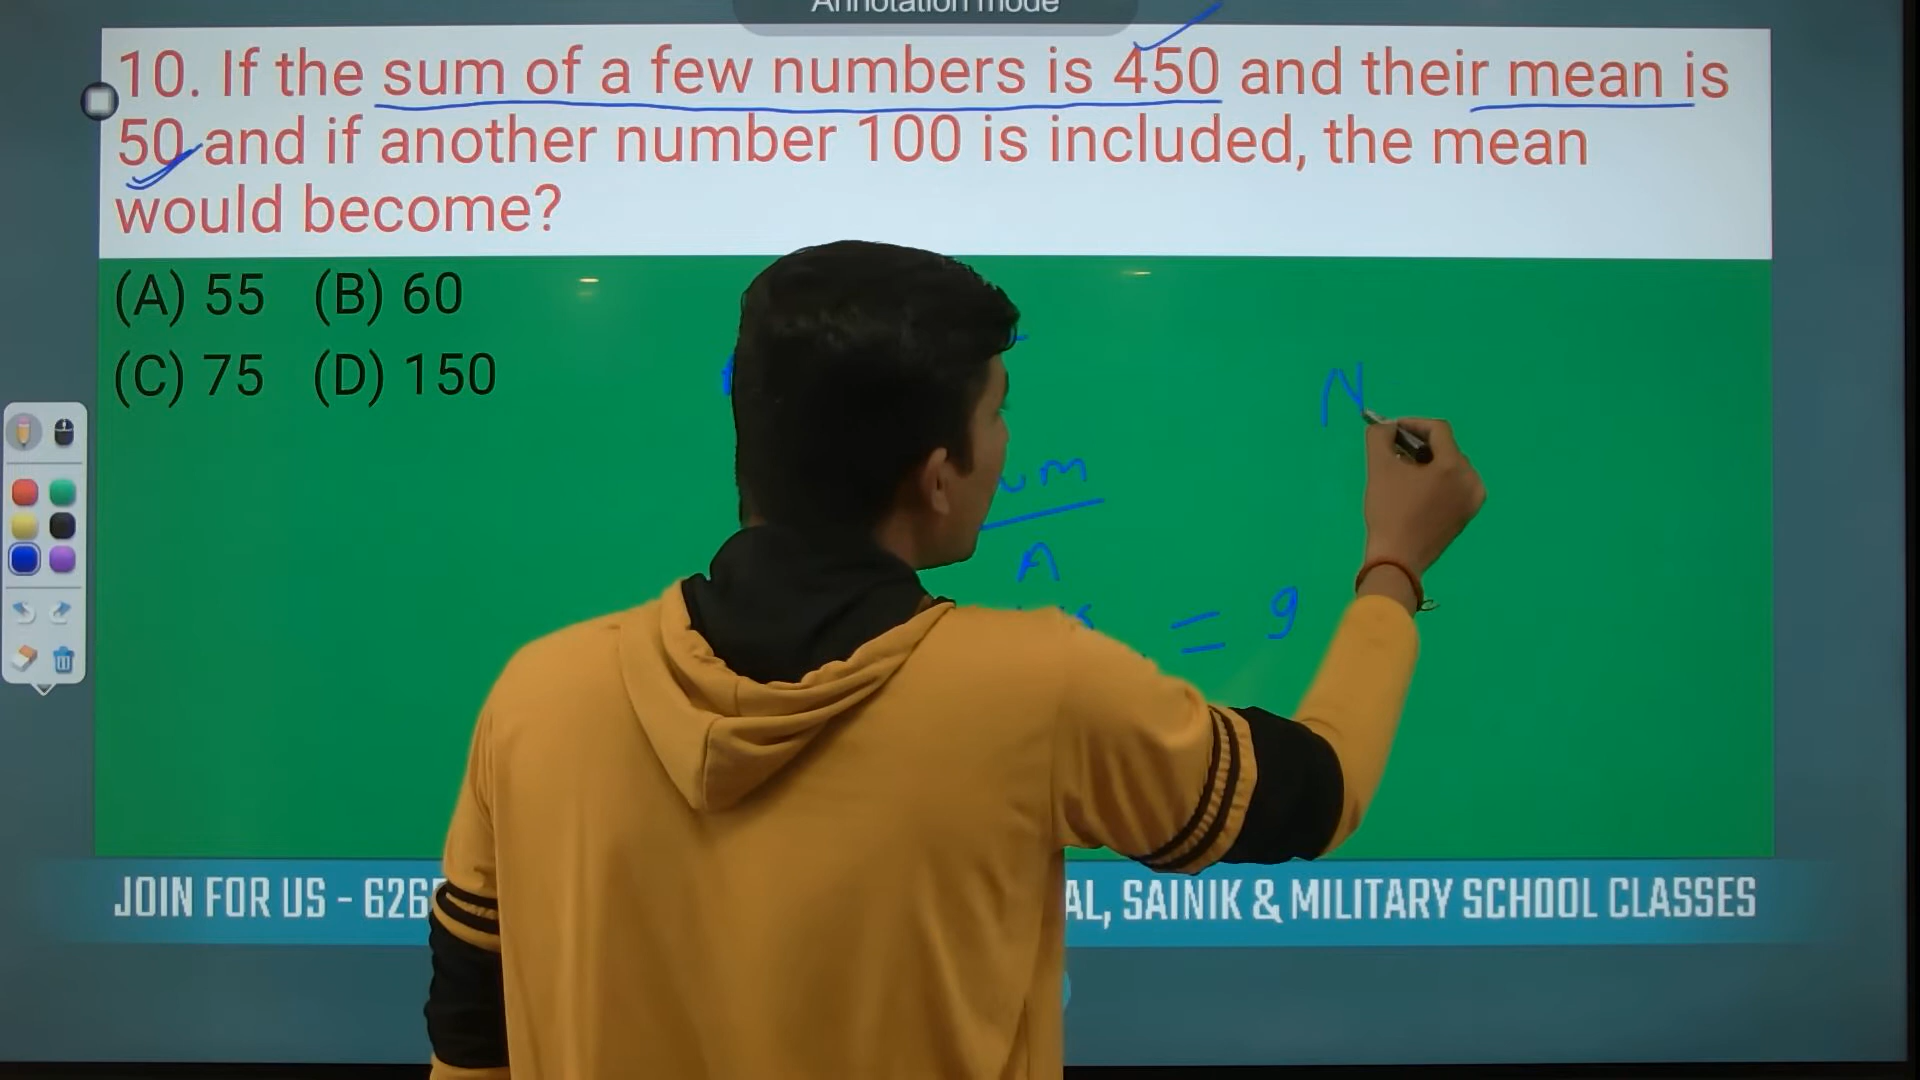 Annotation mode
10. If the sum of a few numbers is 450 and their mean is
50 and if another number 100 is included, the mean
would become?
(A) 55 (B) 60
(C) 75 (D) 150
N
um
A
= 9
JOIN FOR US - 626
AL, SAINIK & MILITARY SCHOOL CLASSES